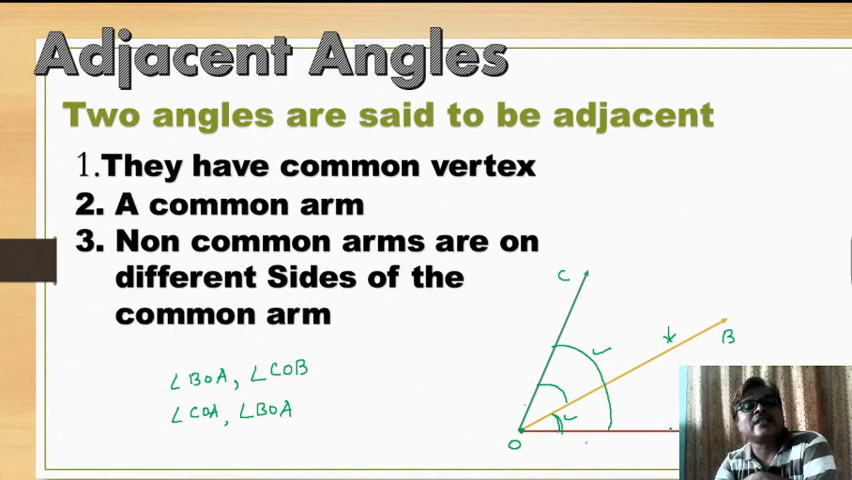 Adjacent Angles
Two angles are said to be adjacent
1.They have common vertex
2. A common arm
3. Non common arms are on
different Sides of the
common arm
C
B
∠BOA, ∠COB
∠COA, ∠BOA
O